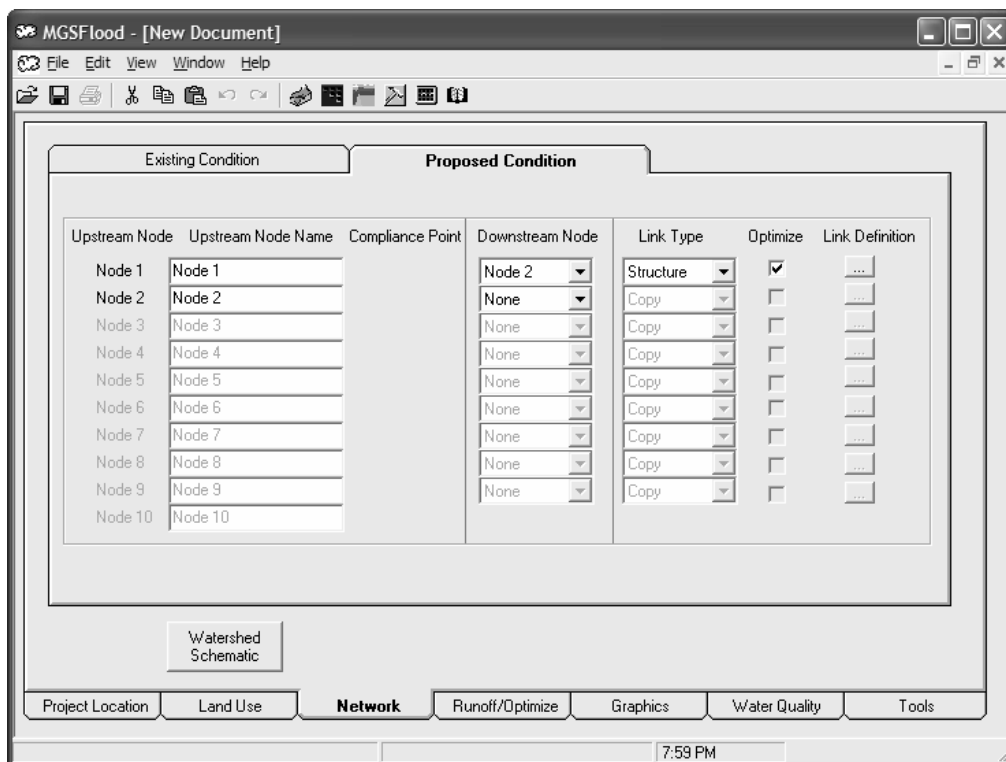 MGSFlood - [New Document]
File Edit View Window Help
Existing Condition Proposed Condition
Upstream Node Upstream Node Name Compliance Point Downstream Node Link Type Optimize Link Definition
Node 1 Node 1 Node 2 Structure ...
Node 2 Node 2 None Copy ...
Node 3 Node 3 None Copy ...
Node 4 Node 4 None Copy ...
Node 5 Node 5 None Copy ...
Node 6 Node 6 None Copy ...
Node 7 Node 7 None Copy ...
Node 8 Node 8 None Copy ...
Node 9 Node 9 None Copy ...
Node 10 Node 10
Watershed
Schematic
Project Location Land Use Network Runoff/Optimize Graphics Water Quality Tools
7:59 PM